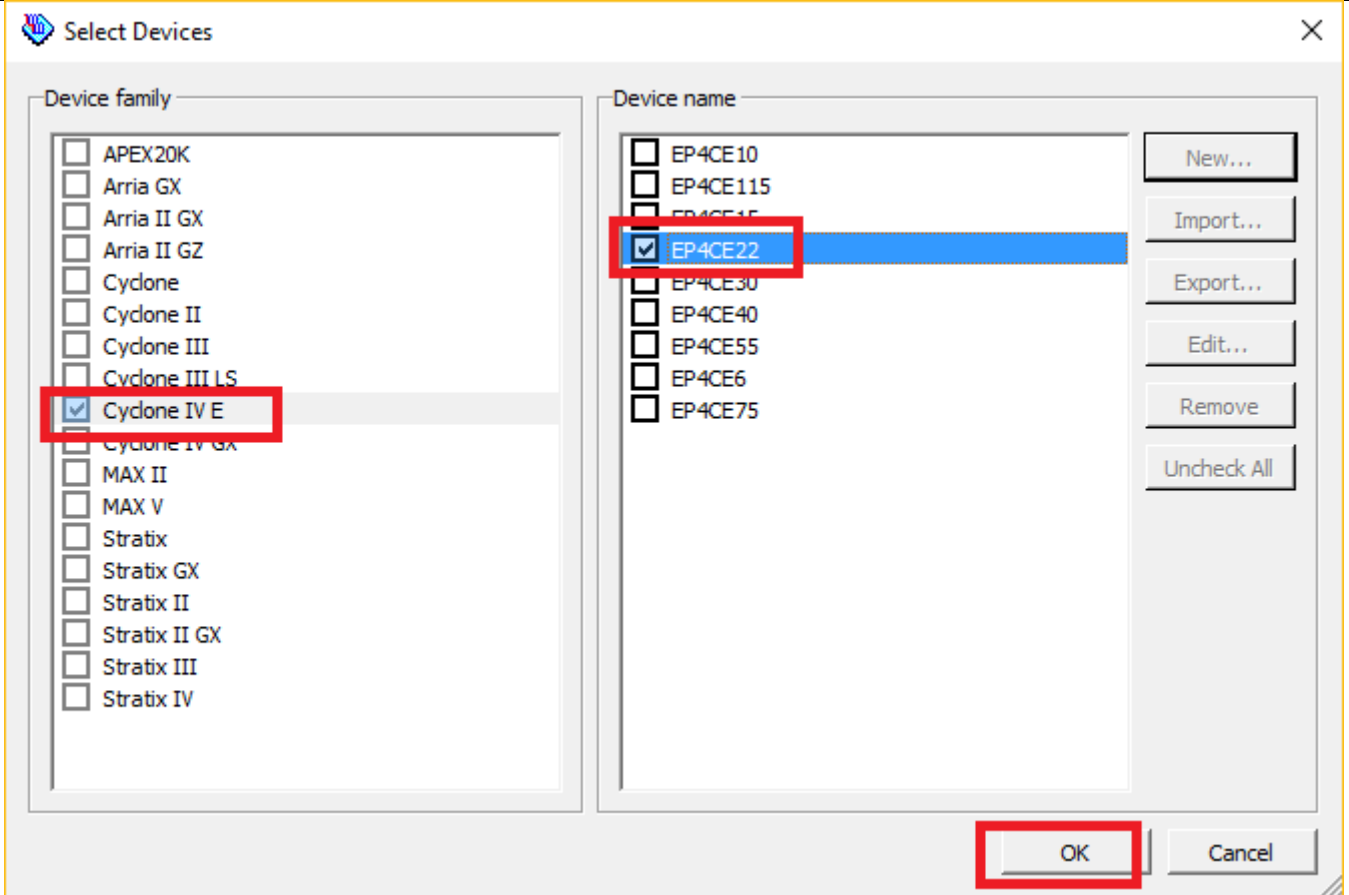 Select Devices
Device family
APEX20K
Arria GX
Arria II GX
Arria II GZ
Cyclone
Cyclone II
Cyclone III
Cyclone III LS
Cyclone IV E
Cyclone IV GX
MAX II
MAX V
Stratix
Stratix GX
Stratix II
Stratix II GX
Stratix III
Stratix IV
Device name
EP4CE10
EP4CE115
EP4CE15
EP4CE22
EP4CE30
EP4CE40
EP4CE55
EP4CE6
EP4CE75
New...
Import...
Export...
Edit...
Remove
Uncheck All
OK
Cancel